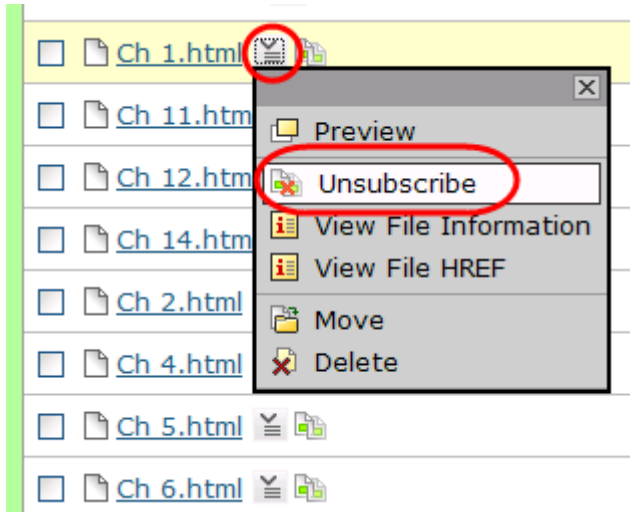 Ch 1.html
Ch 11.htm
Preview
Ch 12.htm
Unsubscribe
Ch 14.htm
View File Information
View File HREF
Ch 2.html
Move
Ch 4.html
Delete
Ch 5.html
Ch 6.html